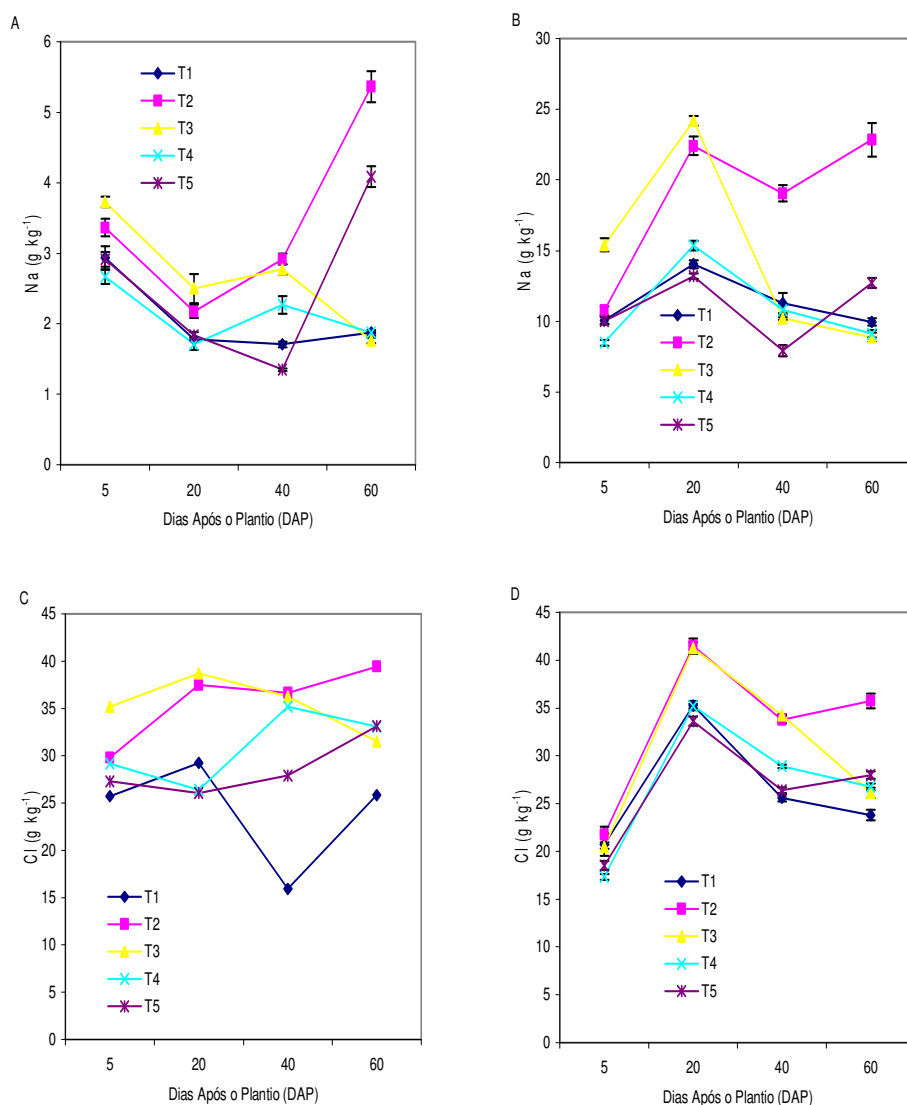 A
Na (g kg⁻¹)
6
5
4
3
2
1
0
T1
T2
T3
T4
T5
5 20 40 60
Dias Após o Plantio (DAP)
B
Na (g kg⁻¹)
30
25
20
15
10
5
0
T1
T2
T3
T4
T5
5 20 40 60
Dias Após o Plantio (DAP)
C
Cl (g kg⁻¹)
45
40
35
30
25
20
15
10
5
0
T1
T2
T3
T4
T5
5 20 40 60
Dias Após o Plantio (DAP)
D
Cl (g kg⁻¹)
45
40
35
30
25
20
15
10
5
0
T1
T2
T3
T4
T5
5 20 40 60
Dias Após o Plantio (DAP)